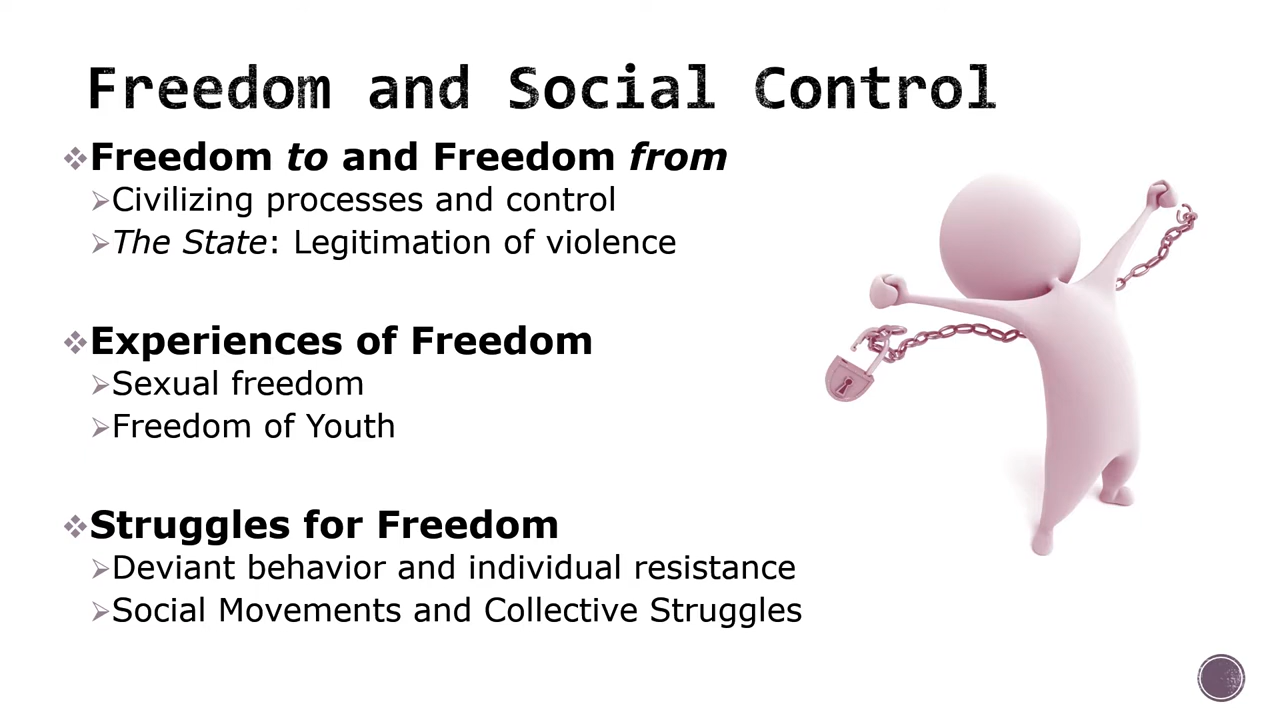 Freedom and Social Control
Freedom to and Freedom from
Civilizing processes and control
The State: Legitimation of violence
Experiences of Freedom
Sexual freedom
Freedom of Youth
Struggles for Freedom
Deviant behavior and individual resistance
Social Movements and Collective Struggles